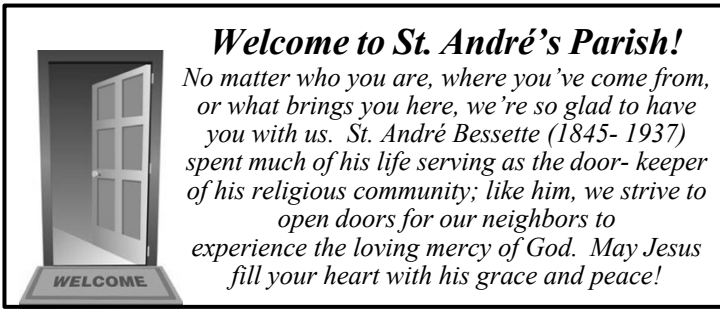 Welcome to St. André's Parish!
No matter who you are, where you've come from,
or what brings you here, we're so glad to have
you with us.  St. André Bessette (1845- 1937)
spent much of his life serving as the door- keeper
of his religious community; like him, we strive to
open doors for our neighbors to
experience the loving mercy of God.  May Jesus
fill your heart with his grace and peace!
WELCOME